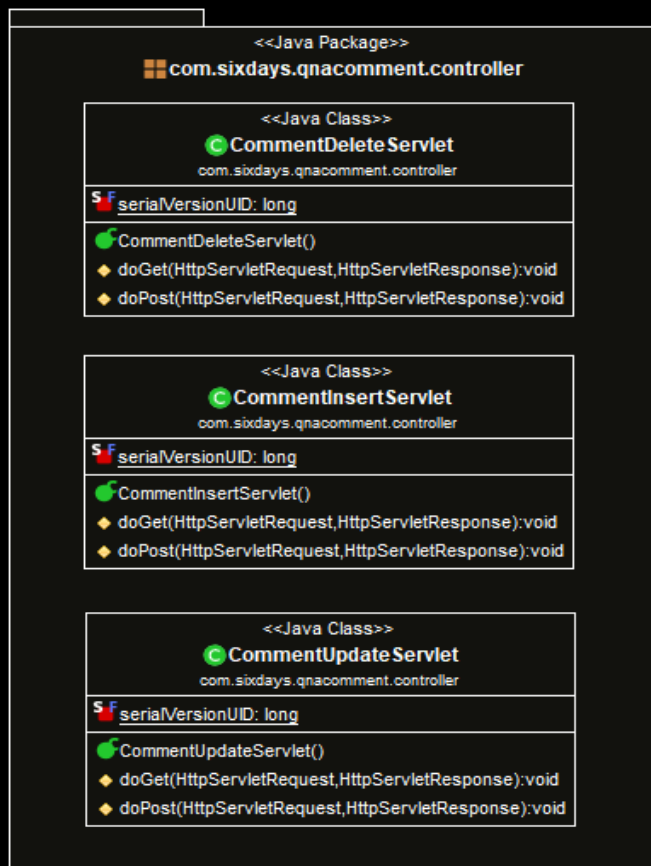 <<Java Package>>
com.sixdays.qnacomment.controller
<<Java Class>>
C CommentDeleteServlet
com.sixdays.qnacomment.controller
S F serialVersionUID: long
CommentDeleteServlet()
doGet(HttpServletRequest,HttpServletResponse):void
doPost(HttpServletRequest,HttpServletResponse):void
<<Java Class>>
C CommentInsertServlet
com.sixdays.qnacomment.controller
S F serialVersionUID: long
CommentInsertServlet()
doGet(HttpServletRequest,HttpServletResponse):void
doPost(HttpServletRequest,HttpServletResponse):void
<<Java Class>>
C CommentUpdateServlet
com.sixdays.qnacomment.controller
S F serialVersionUID: long
CommentUpdateServlet()
doGet(HttpServletRequest,HttpServletResponse):void
doPost(HttpServletRequest,HttpServletResponse):void